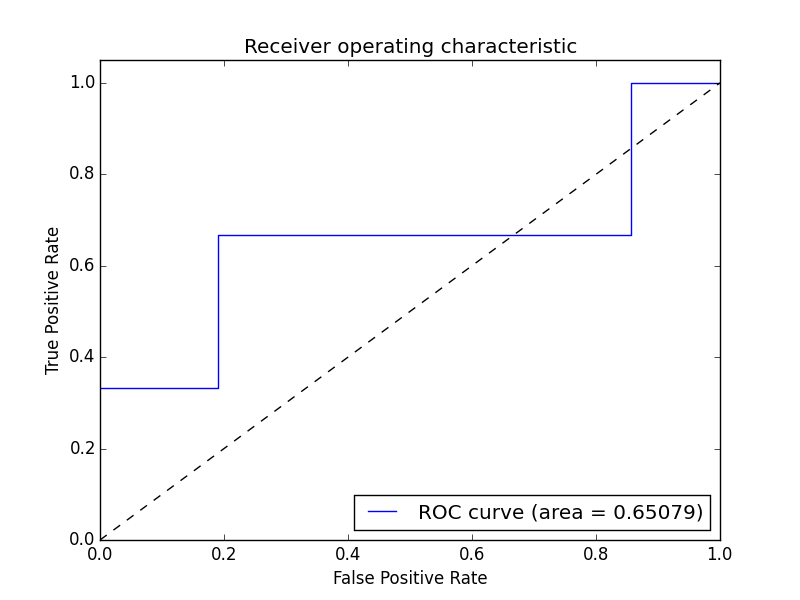 Receiver operating characteristic
1.0
0.8
0.6
0.4
0.2
0.0
True Positive Rate
ROC curve (area = 0.65079)
0.0 0.2 0.4 0.6 0.8 1.0
False Positive Rate